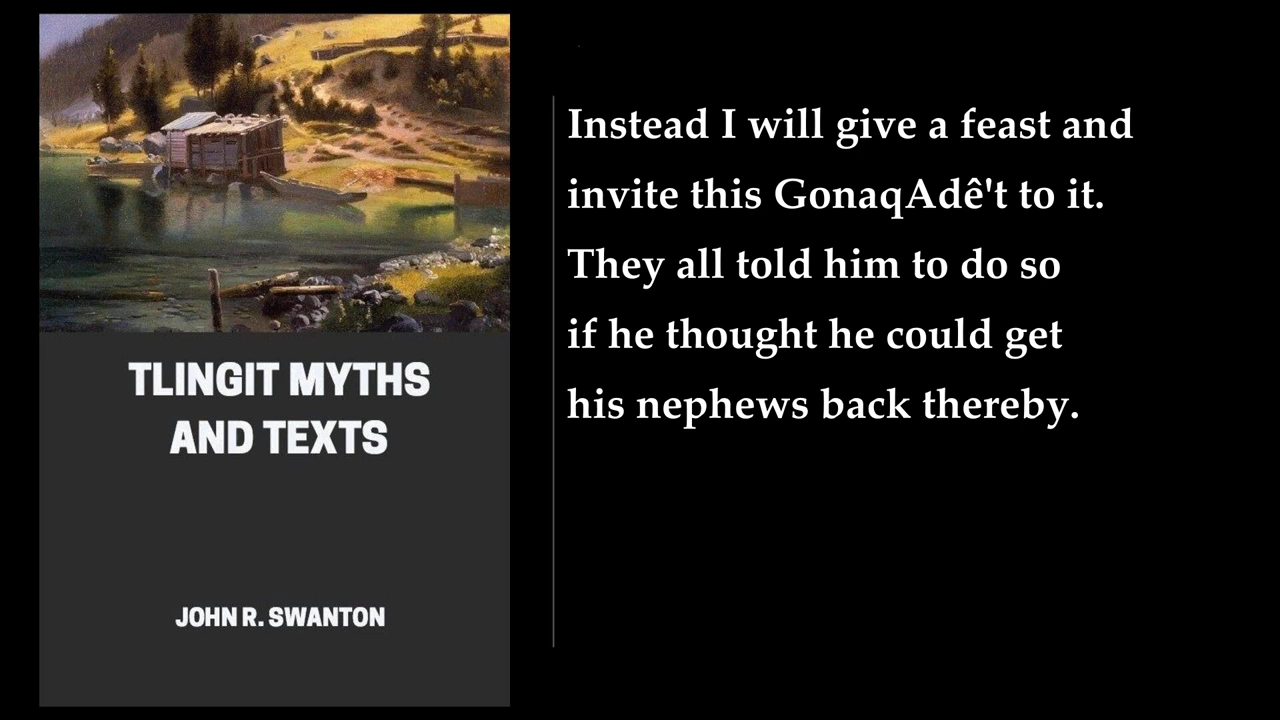 TLINGIT MYTHS
AND TEXTS
JOHN R. SWANTON
Instead I will give a feast and
invite this GonaqAdê't to it.
They all told him to do so
if he thought he could get
his nephews back thereby.